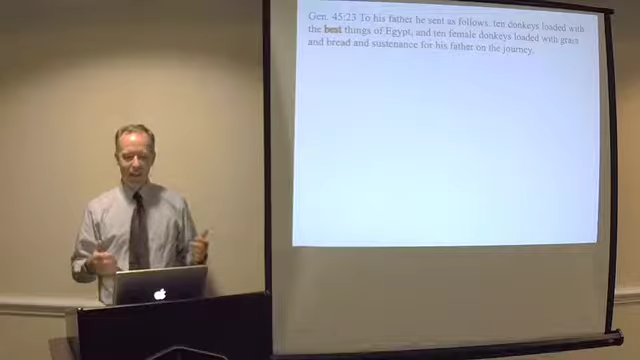 Gen. 45:23 To his father he sent as follows: ten donkeys loaded with
the best things of Egypt, and ten female donkeys loaded with grain
and bread and sustenance for his father on the journey.